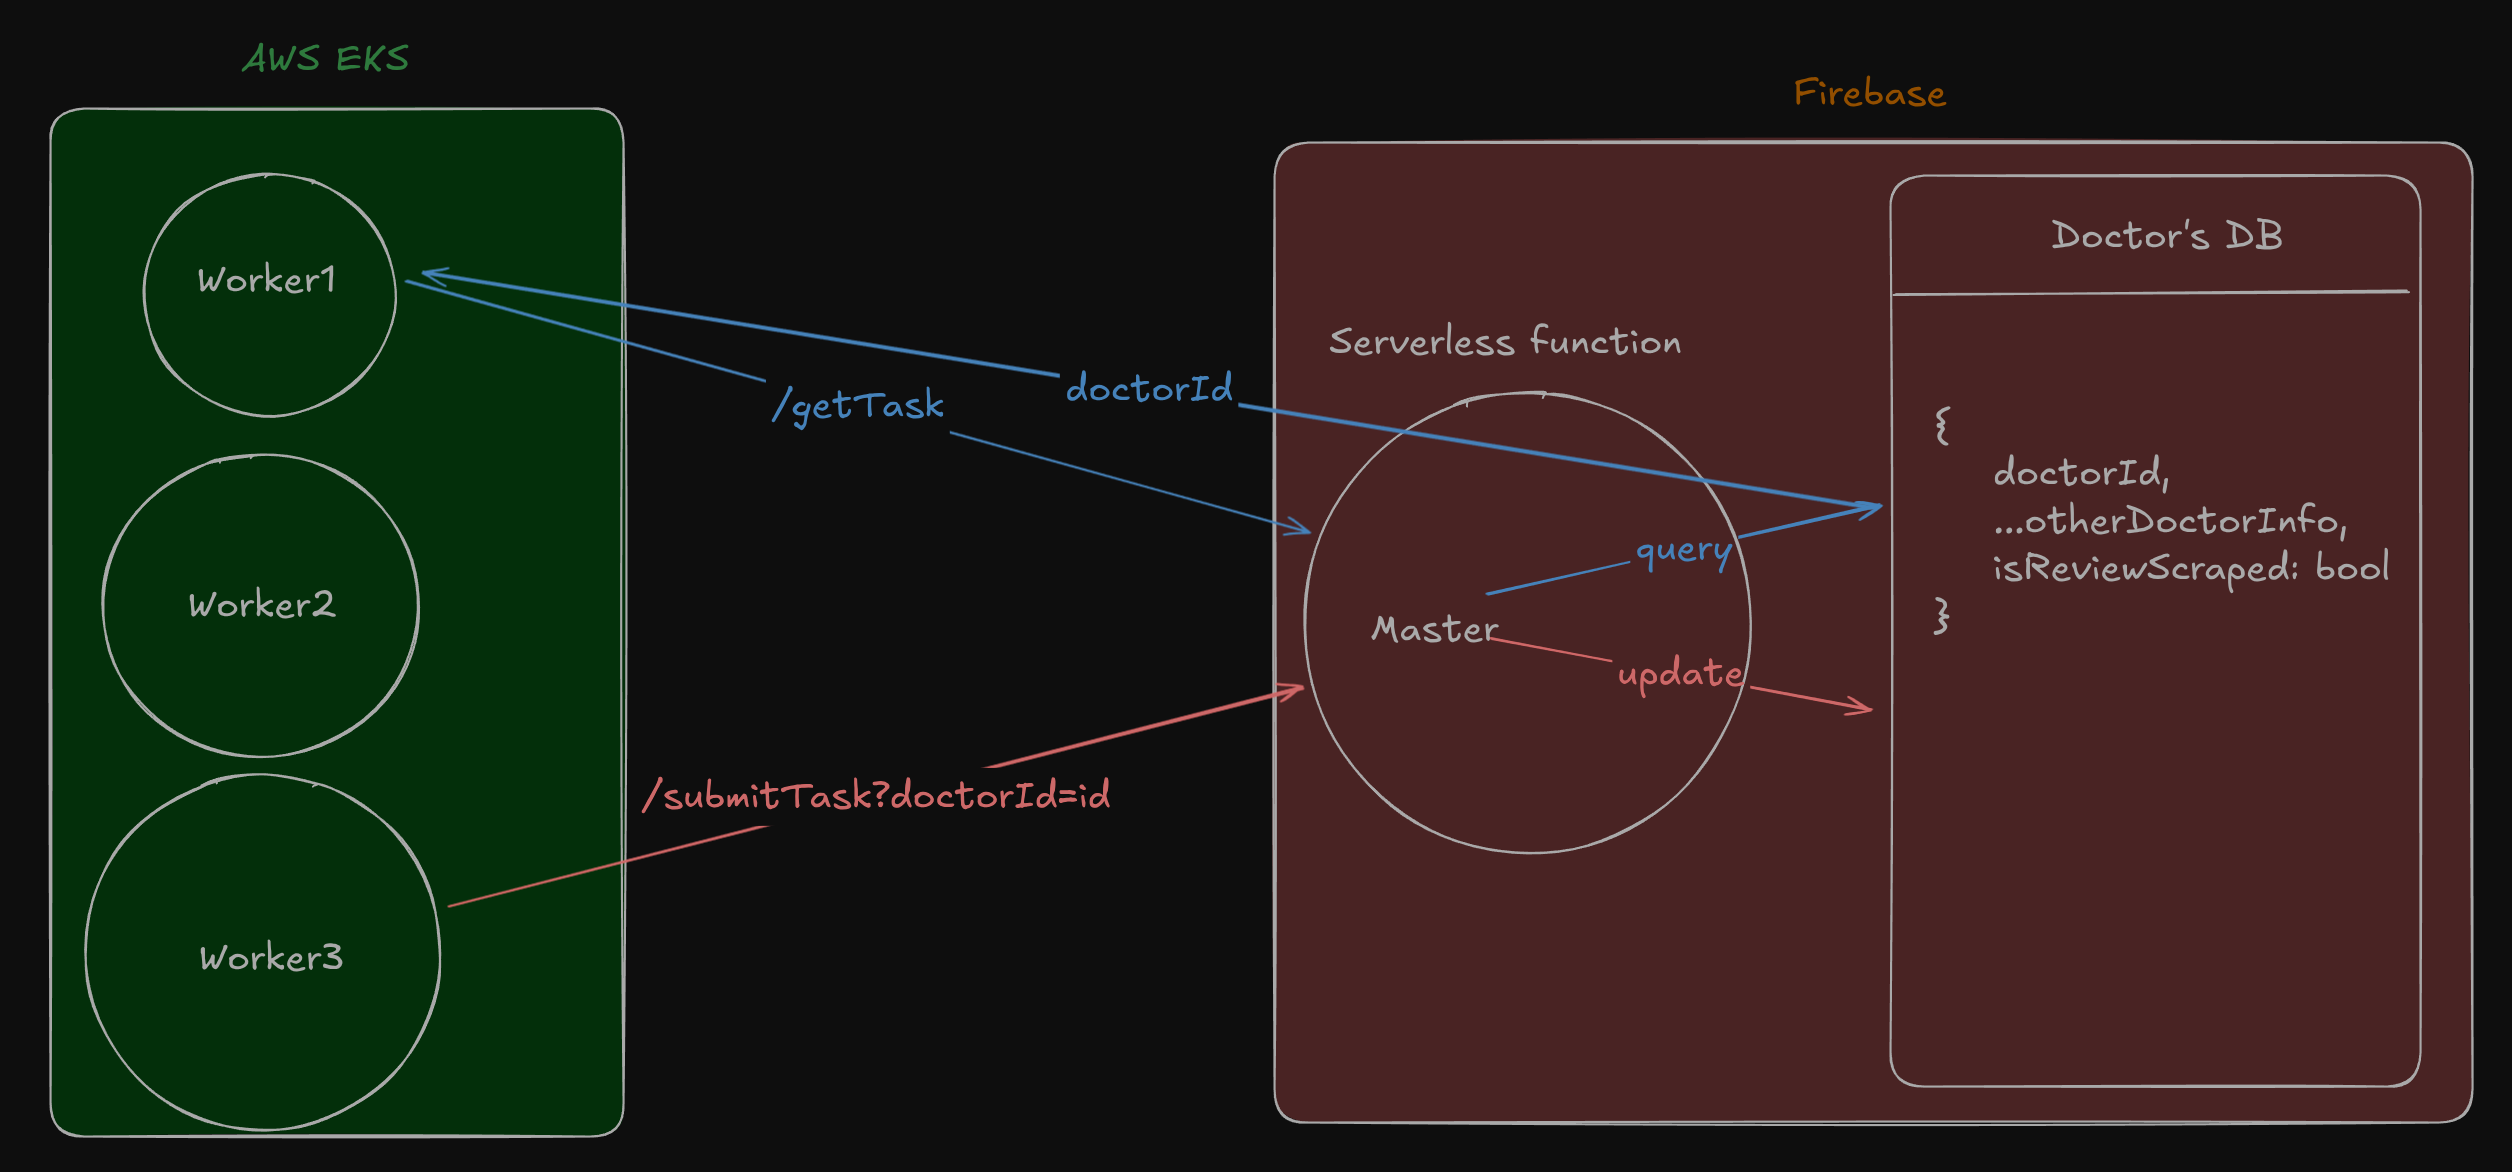 AWS EKS
Firebase
Worker1
Worker2
Worker3
/getTask
doctorId
/submitTask?doctorId=id
Serverless function
Master
query
update
Doctor's DB
{
doctorId,
...otherDoctorInfo,
isReviewScraped: bool
}